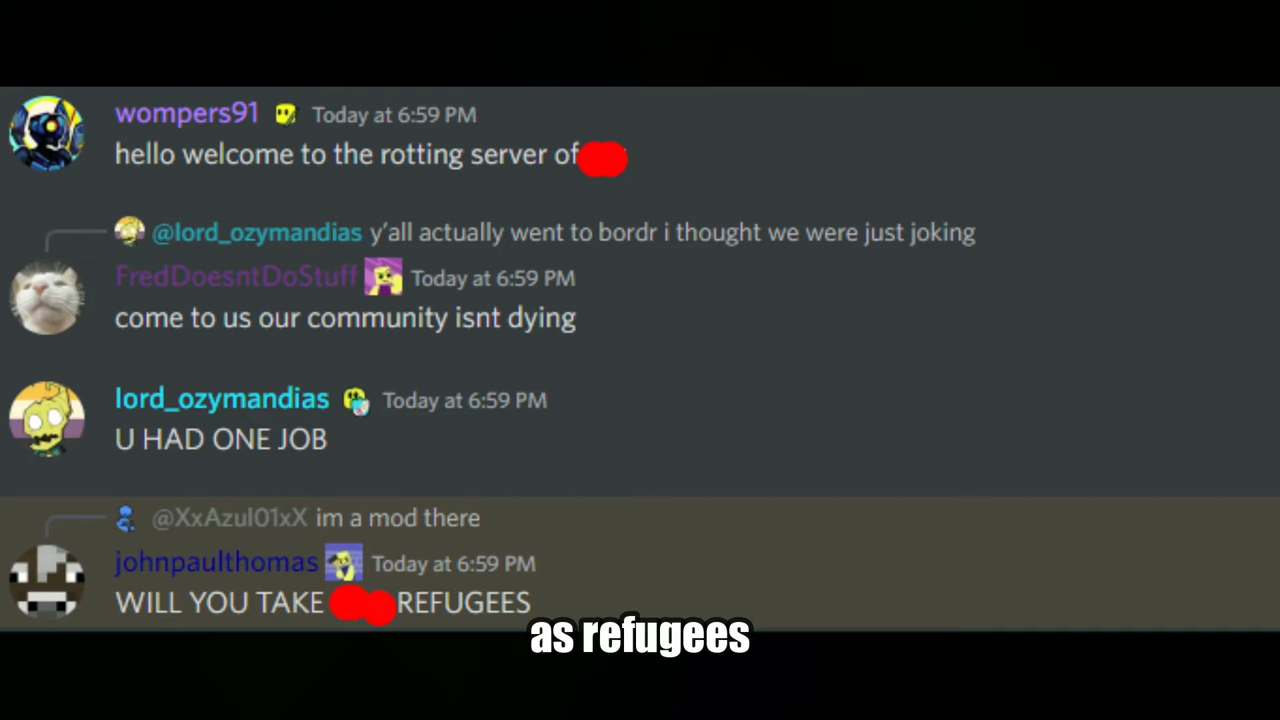 wompers91 Today at 6:59 PM
hello welcome to the rotting server of
@lord_ozymandias y'all actually went to bordr i thought we were just joking
FredDoesntDoStuff Today at 6:59 PM
come to us our community isnt dying
lord_ozymandias Today at 6:59 PM
U HAD ONE JOB
@XxAzul01xX im a mod there
johnpaulthomas Today at 6:59 PM
WILL YOU TAKE REFUGEES
as refugees